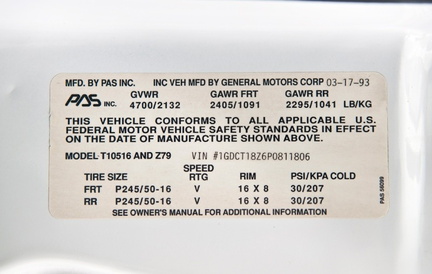 MFD. BY PAS INC. INC VEH MFD BY GENERAL MOTORS CORP 03-17-93
PAS INC. GVWR GAWR FRT GAWR RR
4700/2132 2405/1091 2295/1041 LB/KG
THIS VEHICLE CONFORMS TO ALL APPLICABLE U.S.
FEDERAL MOTOR VEHICLE SAFETY STANDARDS IN EFFECT
ON THE DATE OF MANUFACTURE SHOWN ABOVE.
MODEL T10516 AND Z79 VIN #1GDCT18Z6P0811806
TIRE SIZE SPEED RTG RIM PSI/KPA COLD
FRT P245/50-16 V 16 X 8 30/207
RR P245/50-16 V 16 X 8 30/207
SEE OWNER'S MANUAL FOR ADDITIONAL INFORMATION
PAS 56099